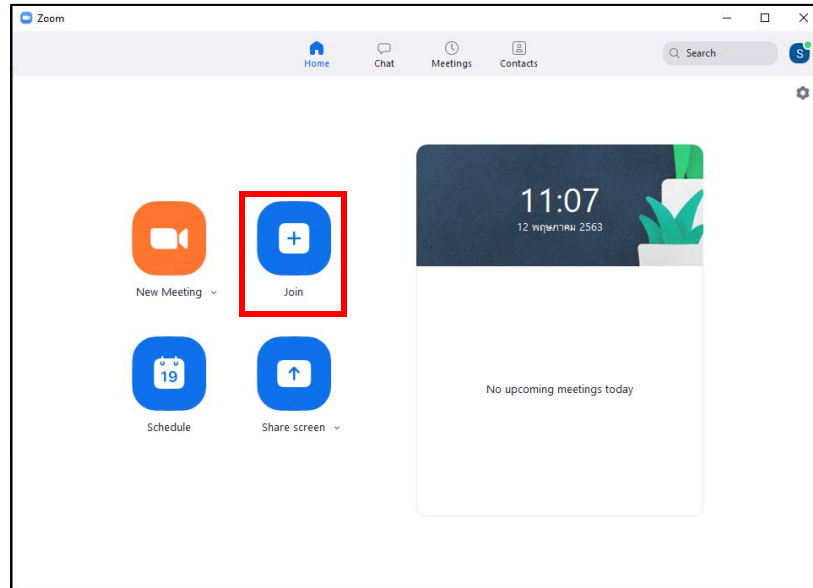 Zoom
Home
Chat
Meetings
Contacts
Search
S
11:07
12 พฤษภาคม 2563
New Meeting
Join
19
Schedule
Share screen
No upcoming meetings today